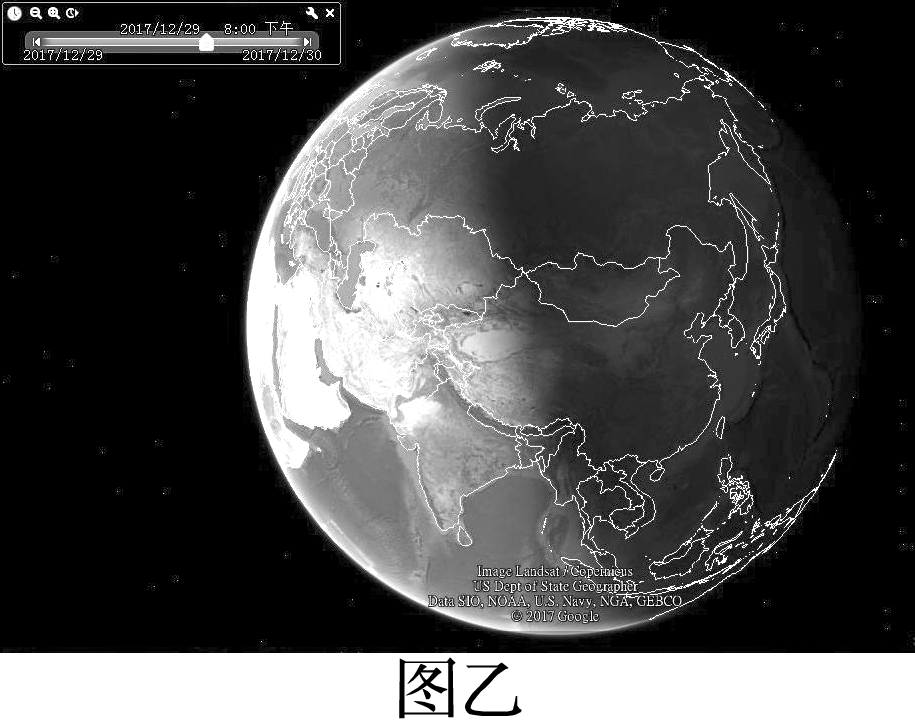 2017/12/29 8:00 下午
2017/12/29 2017/12/30
Image Landsat / Copernicus
US Dept of State Geographer
Data SIO, NOAA, U.S. Navy, NGA, GEBCO
© 2017 Google
图乙